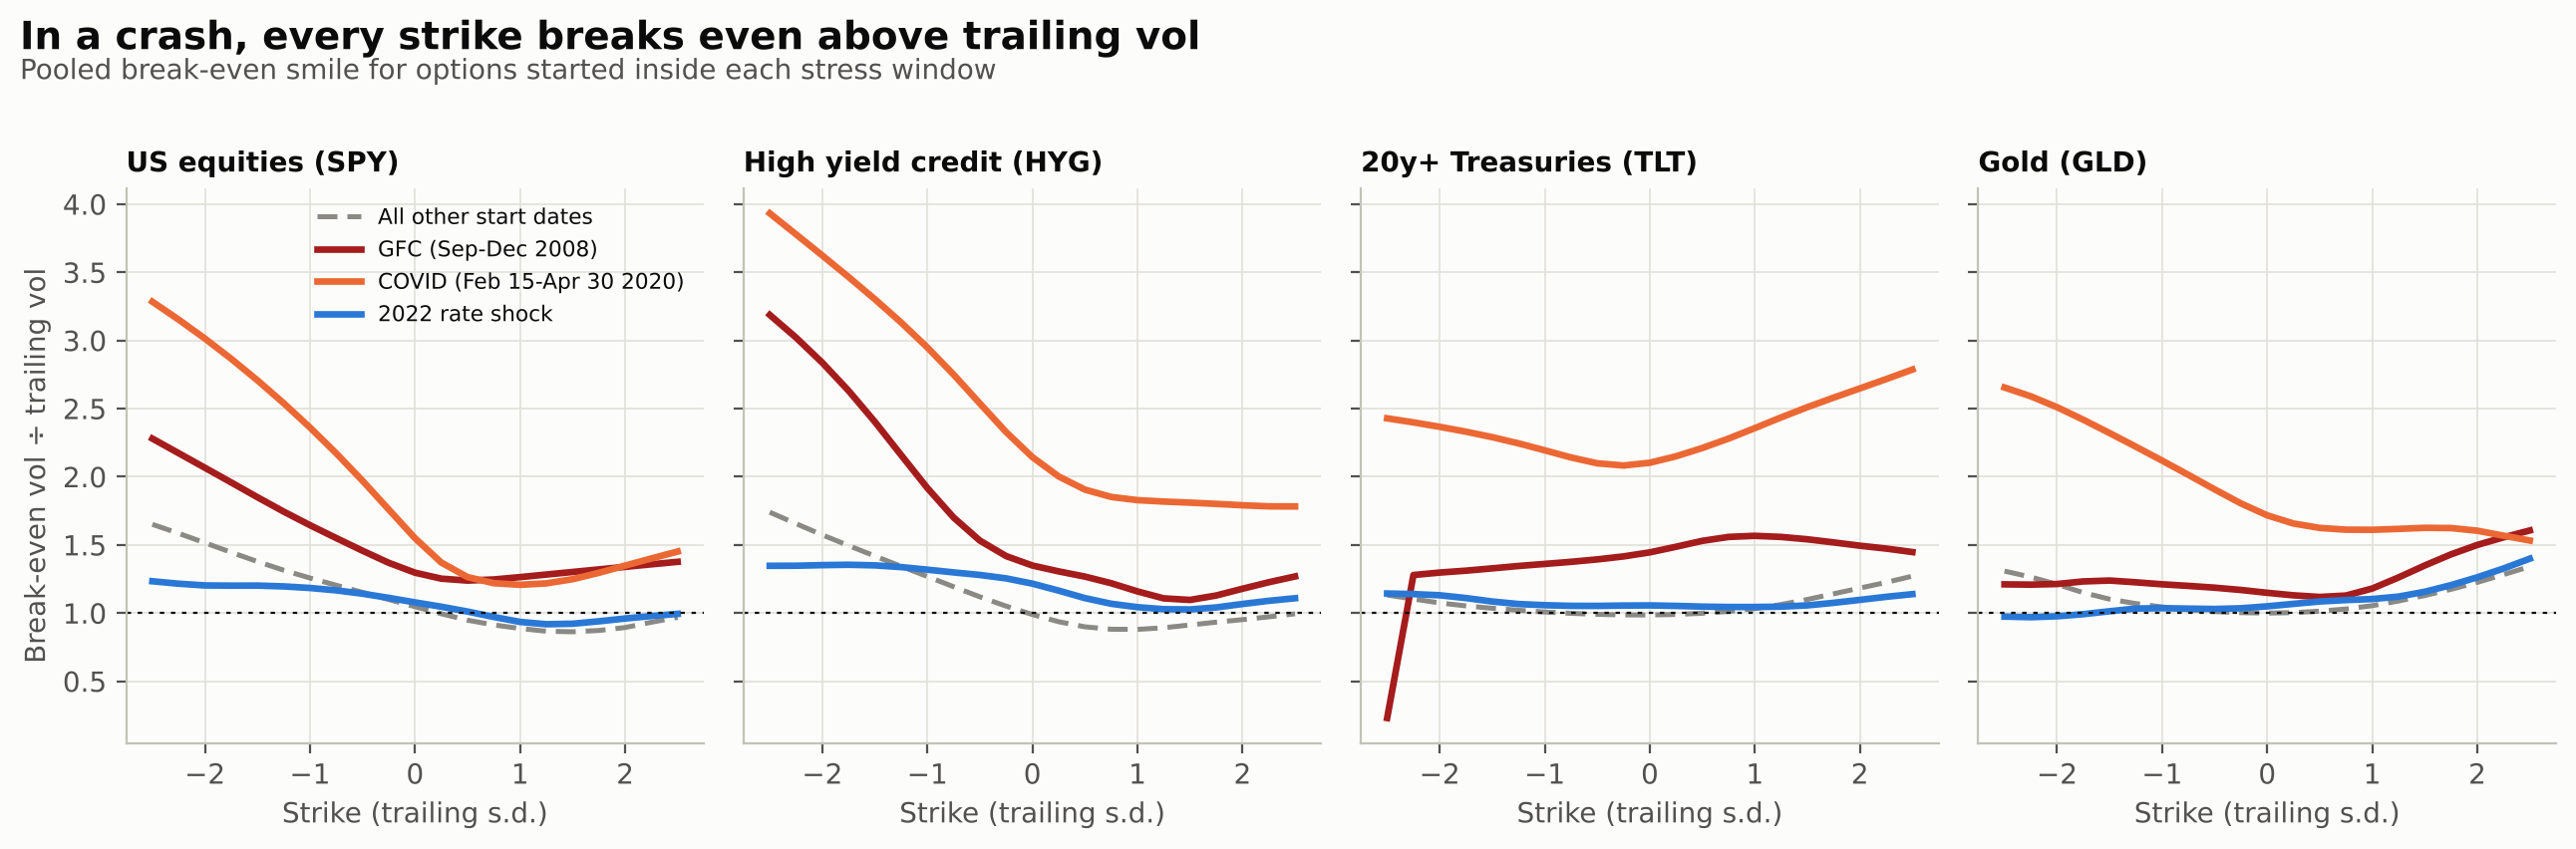 In a crash, every strike breaks even above trailing vol
Pooled break-even smile for options started inside each stress window
US equities (SPY)
High yield credit (HYG)
20y+ Treasuries (TLT)
Gold (GLD)
Break-even vol ÷ trailing vol
4.0
3.5
3.0
2.5
2.0
1.5
1.0
0.5
All other start dates
GFC (Sep-Dec 2008)
COVID (Feb 15-Apr 30 2020)
2022 rate shock
−2 −1 0 1 2
−2 −1 0 1 2
−2 −1 0 1 2
−2 −1 0 1 2
Strike (trailing s.d.)
Strike (trailing s.d.)
Strike (trailing s.d.)
Strike (trailing s.d.)